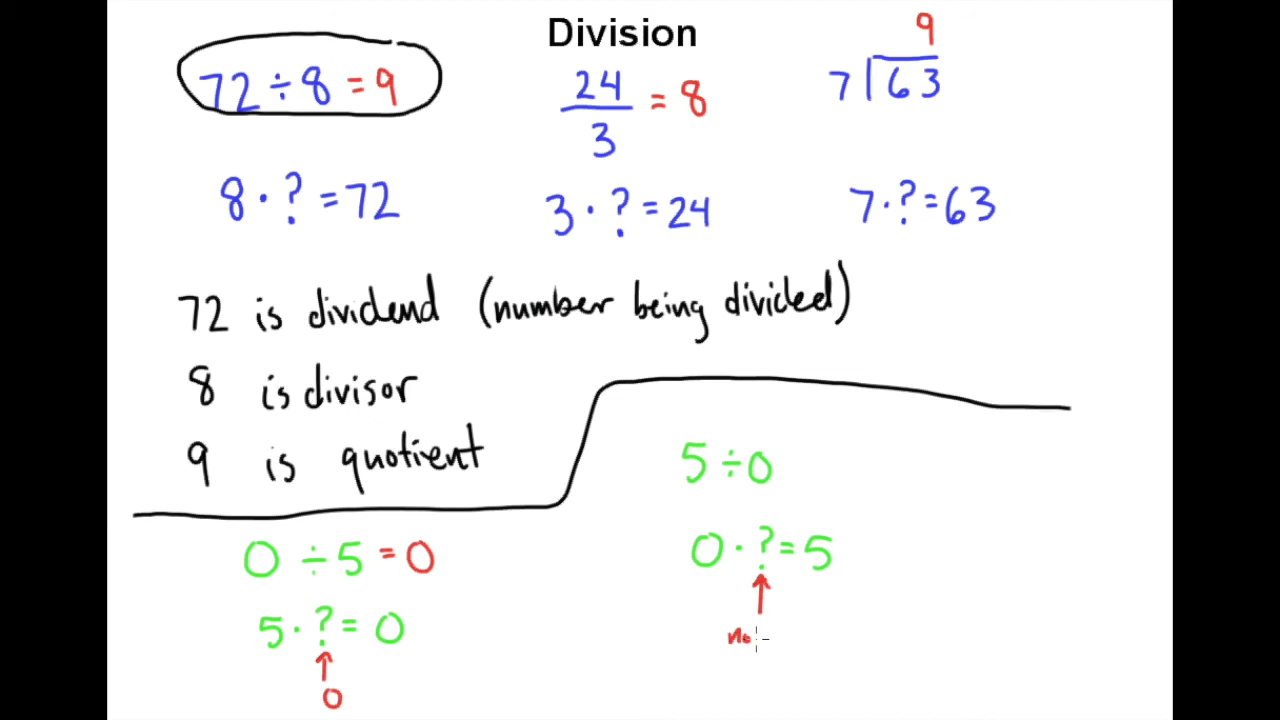 Division
72 ÷ 8 = 9
24/3 = 8
9
7 | 63
8 · ? = 72
3 · ? = 24
7 · ? = 63
72 is dividend (number being divided)
8 is divisor
9 is quotient
0 ÷ 5 = 0
5 · ? = 0
0
5 ÷ 0
0 · ? = 5
no